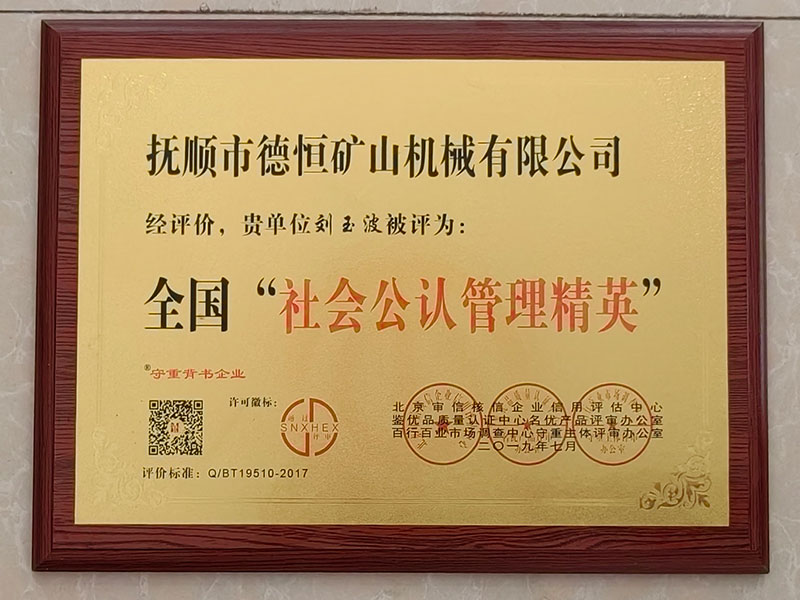 抚顺市德恒矿山机械有限公司
经评价，贵单位刘玉波被评为：
全国“社会公认管理精英”
®守重背书企业
许可徽标：
通过
SNXHEX
评审
北京审信核信企业信用评估中心
鉴优品质量认证中心名优产品评审办公室
百行百业市场调查中心守重主体评审办公室
二〇一九年七月
评价标准：Q/BT19510-2017